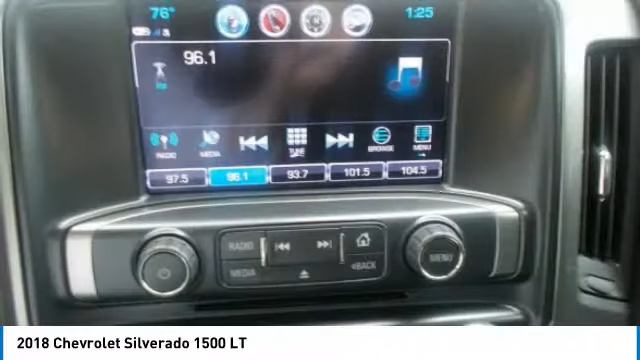 76° 1:25
96.1
FM
RADIO MEDIA TUNE BROWSE MENU
97.5 96.1 93.7 101.5 104.5
RADIO
MEDIA BACK
MENU
2018 Chevrolet Silverado 1500 LT